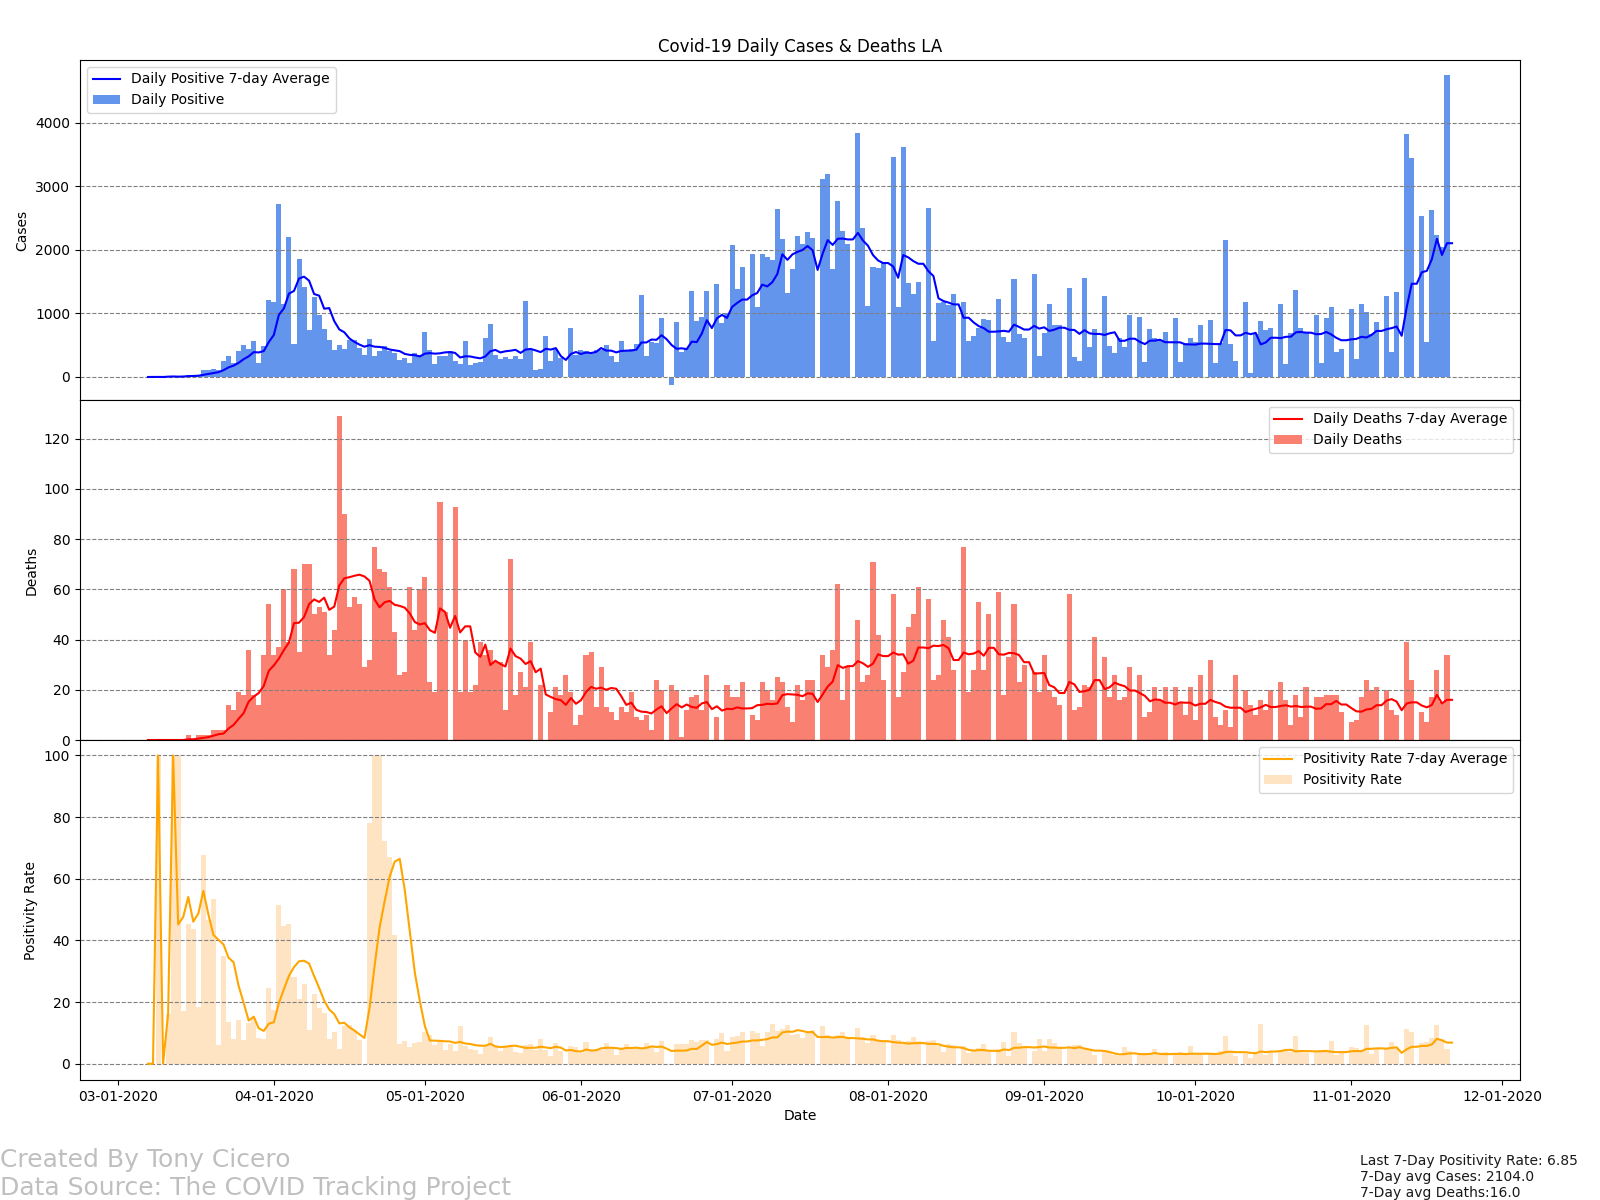 Covid-19 Daily Cases & Deaths LA
Daily Positive 7-day Average
Daily Positive
4000
3000
2000
1000
0
Cases
Daily Deaths 7-day Average
Daily Deaths
120
100
80
60
40
20
0
Deaths
Positivity Rate 7-day Average
Positivity Rate
100
80
60
40
20
0
Positivity Rate
03-01-2020 04-01-2020 05-01-2020 06-01-2020 07-01-2020 08-01-2020 09-01-2020 10-01-2020 11-01-2020 12-01-2020
Date
Created By Tony Cicero
Data Source: The COVID Tracking Project
Last 7-Day Positivity Rate: 6.85
7-Day avg Cases: 2104.0
7-Day avg Deaths:16.0